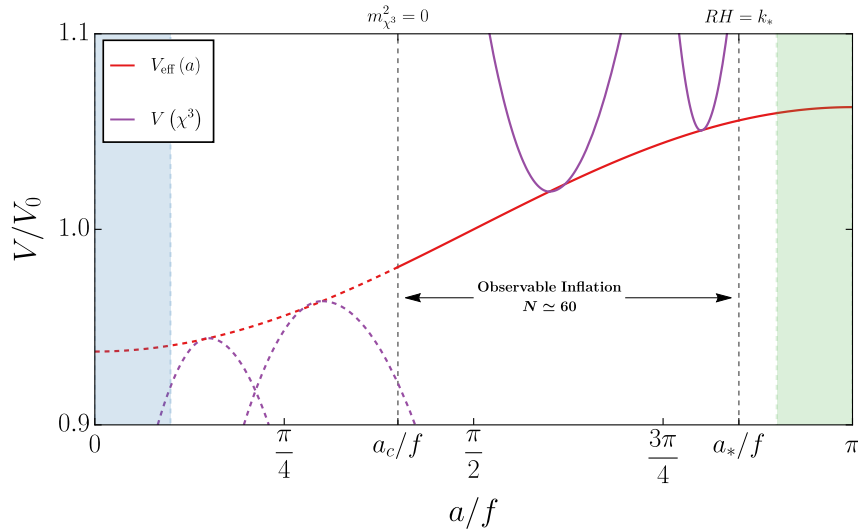 m²_{χ³} = 0
RH = k_*
1.1
V_eff (a)
V (χ³)
V/V₀
1.0
Observable Inflation
N ≃ 60
0.9
0
π/4
a_c/f
π/2
3π/4
a_*/f
π
a/f